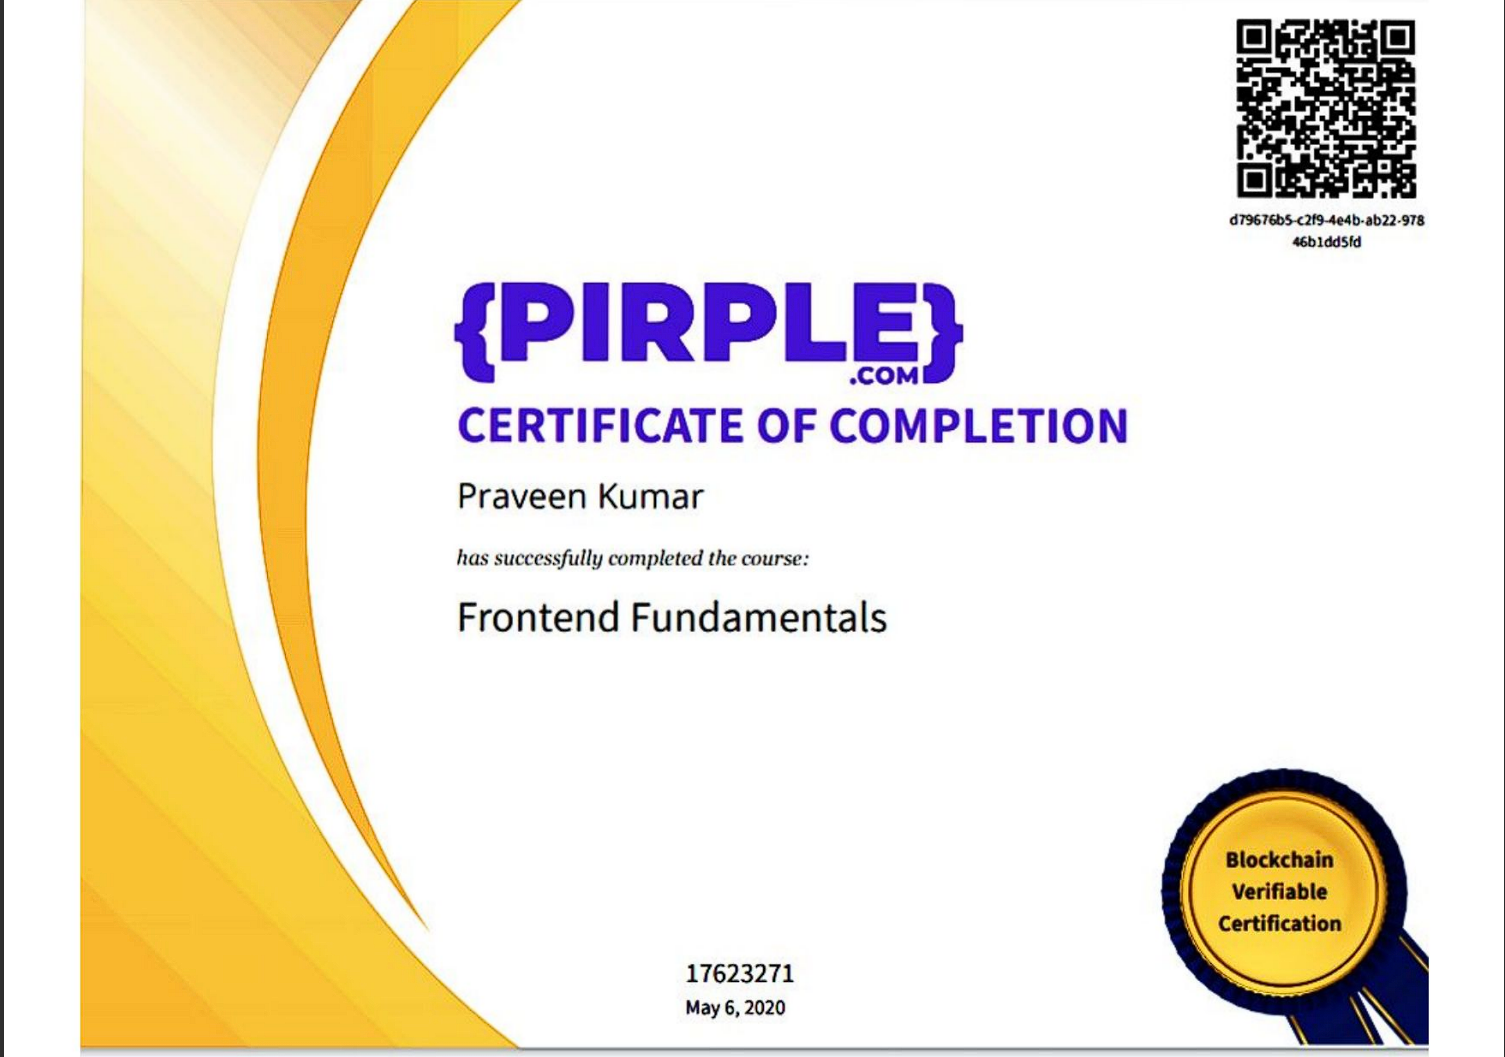 d79676b5-c2f9-4e4b-ab22-978
46b1dd5fd
{PIRPLE}
.COM
CERTIFICATE OF COMPLETION
Praveen Kumar
has successfully completed the course:
Frontend Fundamentals
Blockchain
Verifiable
Certification
17623271
May 6, 2020